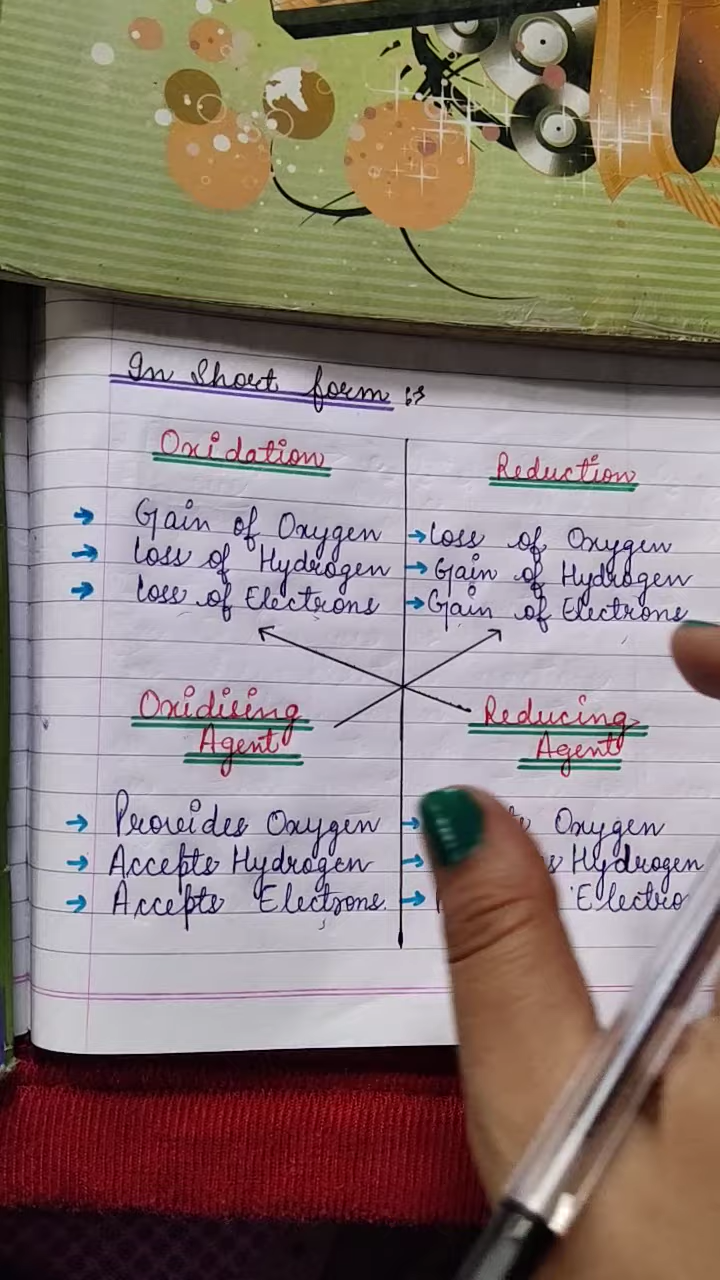 In Short form :-
Oxidation
→ Gain of Oxygen
→ Loss of Hydrogen
→ Loss of Electrons
Reduction
→ Loss of Oxygen
→ Gain of Hydrogen
→ Gain of Electrons
Oxidising
Agent
→ Provides Oxygen
→ Accepts Hydrogen
→ Accepts Electrons.
Reducing
Agent
→ Oxygen
→ Hydrogen
→ Electro